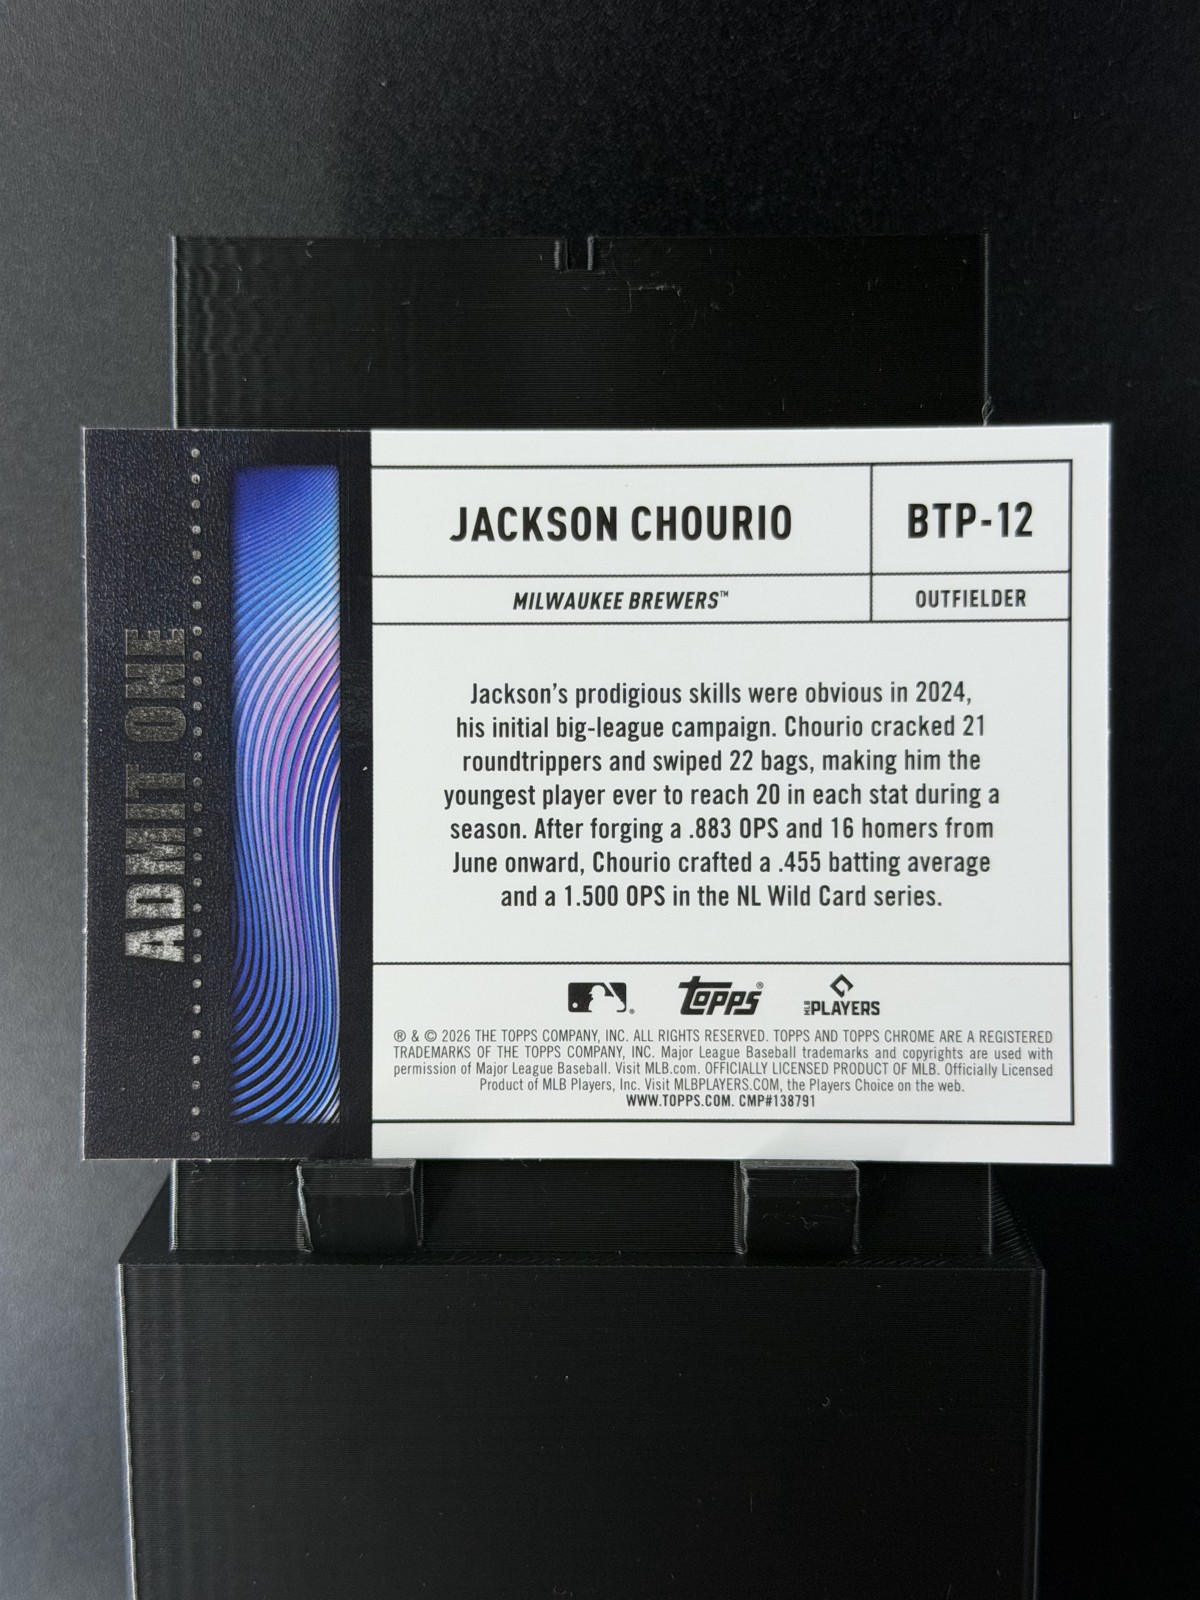 ADMIT ONE
JACKSON CHOURIO
BTP-12
MILWAUKEE BREWERS™
OUTFIELDER
Jackson's prodigious skills were obvious in 2024,
his initial big-league campaign. Chourio cracked 21
roundtrippers and swiped 22 bags, making him the
youngest player ever to reach 20 in each stat during a
season. After forging a .883 OPS and 16 homers from
June onward, Chourio crafted a .455 batting average
and a 1.500 OPS in the NL Wild Card series.
®
Topps®
MLB PLAYERS
® & © 2026 THE TOPPS COMPANY, INC. ALL RIGHTS RESERVED. TOPPS AND TOPPS CHROME ARE A REGISTERED
TRADEMARKS OF THE TOPPS COMPANY, INC. Major League Baseball trademarks and copyrights are used with
permission of Major League Baseball. Visit MLB.com. OFFICIALLY LICENSED PRODUCT OF MLB. Officially Licensed
Product of MLB Players, Inc. Visit MLBPLAYERS.COM, the Players Choice on the web.
WWW.TOPPS.COM. CMP#138791